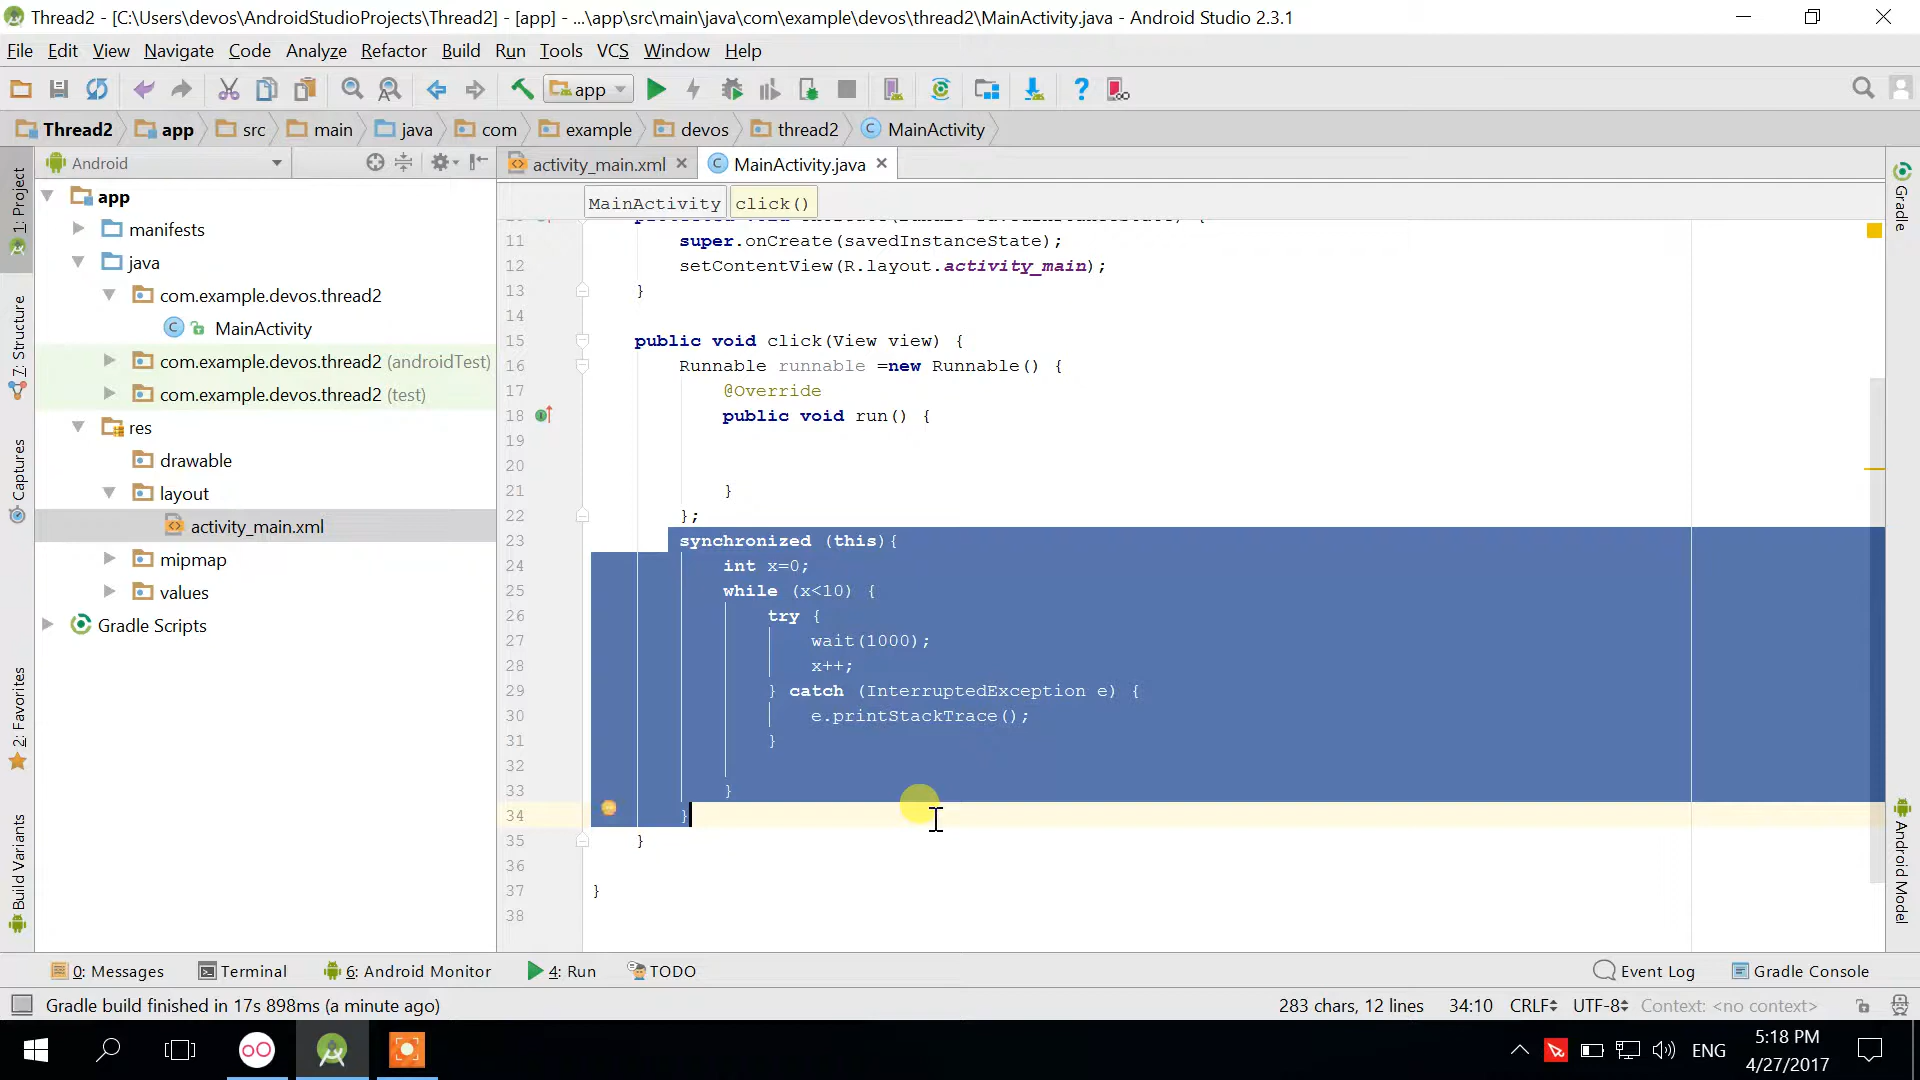 Thread2 - [C:\Users\devos\AndroidStudioProjects\Thread2] - [app] - ...\app\src\main\java\com\example\devos\thread2\MainActivity.java - Android Studio 2.3.1
File Edit View Navigate Code Analyze Refactor Build Run Tools VCS Window Help
app
Thread2 app src main java com example devos thread2 MainActivity
1: Project
7: Structure
Captures
2: Favorites
Build Variants
Android
app
manifests
java
com.example.devos.thread2
MainActivity
com.example.devos.thread2 (androidTest)
com.example.devos.thread2 (test)
res
drawable
layout
activity_main.xml
mipmap
values
Gradle Scripts
activity_main.xml MainActivity.java
MainActivity click()
11 super.onCreate(savedInstanceState);
12 setContentView(R.layout.activity_main);
13 }
14
15 public void click(View view) {
16 Runnable runnable =new Runnable() {
17 @Override
18 public void run() {
19
20
21 }
22 };
23 synchronized (this){
24 int x=0;
25 while (x<10) {
26 try {
27 wait(1000);
28 x++;
29 } catch (InterruptedException e) {
30 e.printStackTrace();
31 }
32
33 }
34 }
35 }
36
37 }
38
Gradle
Android Model
0: Messages Terminal 6: Android Monitor 4: Run TODO Event Log Gradle Console
Gradle build finished in 17s 898ms (a minute ago) 283 chars, 12 lines 34:10 CRLF UTF-8 Context: <no context>
ENG 5:18 PM
4/27/2017